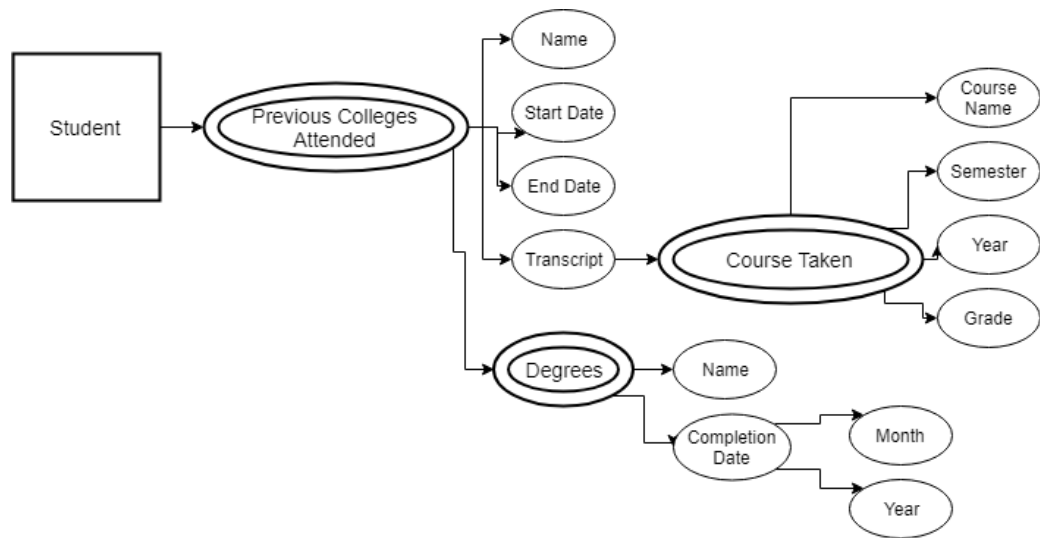 Name
Student
Previous Colleges
Attended
Start Date
End Date
Transcript
Course Taken
Course
Name
Semester
Year
Grade
Degrees
Name
Completion
Date
Month
Year